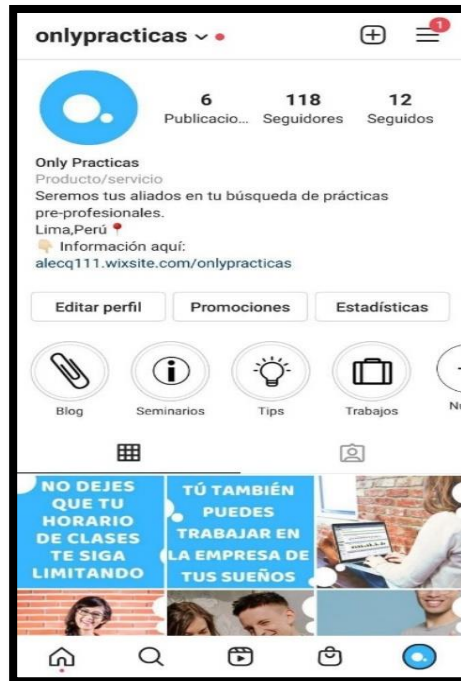 onlypracticas
1
6 118 12
Publicacio... Seguidores Seguidos
Only Practicas
Producto/servicio
Seremos tus aliados en tu búsqueda de prácticas
pre-profesionales.
Lima,Perú
Información aquí:
alecq111.wixsite.com/onlypracticas
Editar perfil Promociones Estadísticas
Blog Seminarios Tips Trabajos
NO DEJES
QUE TU
HORARIO
DE CLASES
TE SIGA
LIMITANDO
TÚ TAMBIÉN
PUEDES
TRABAJAR EN
LA EMPRESA DE
TUS SUEÑOS